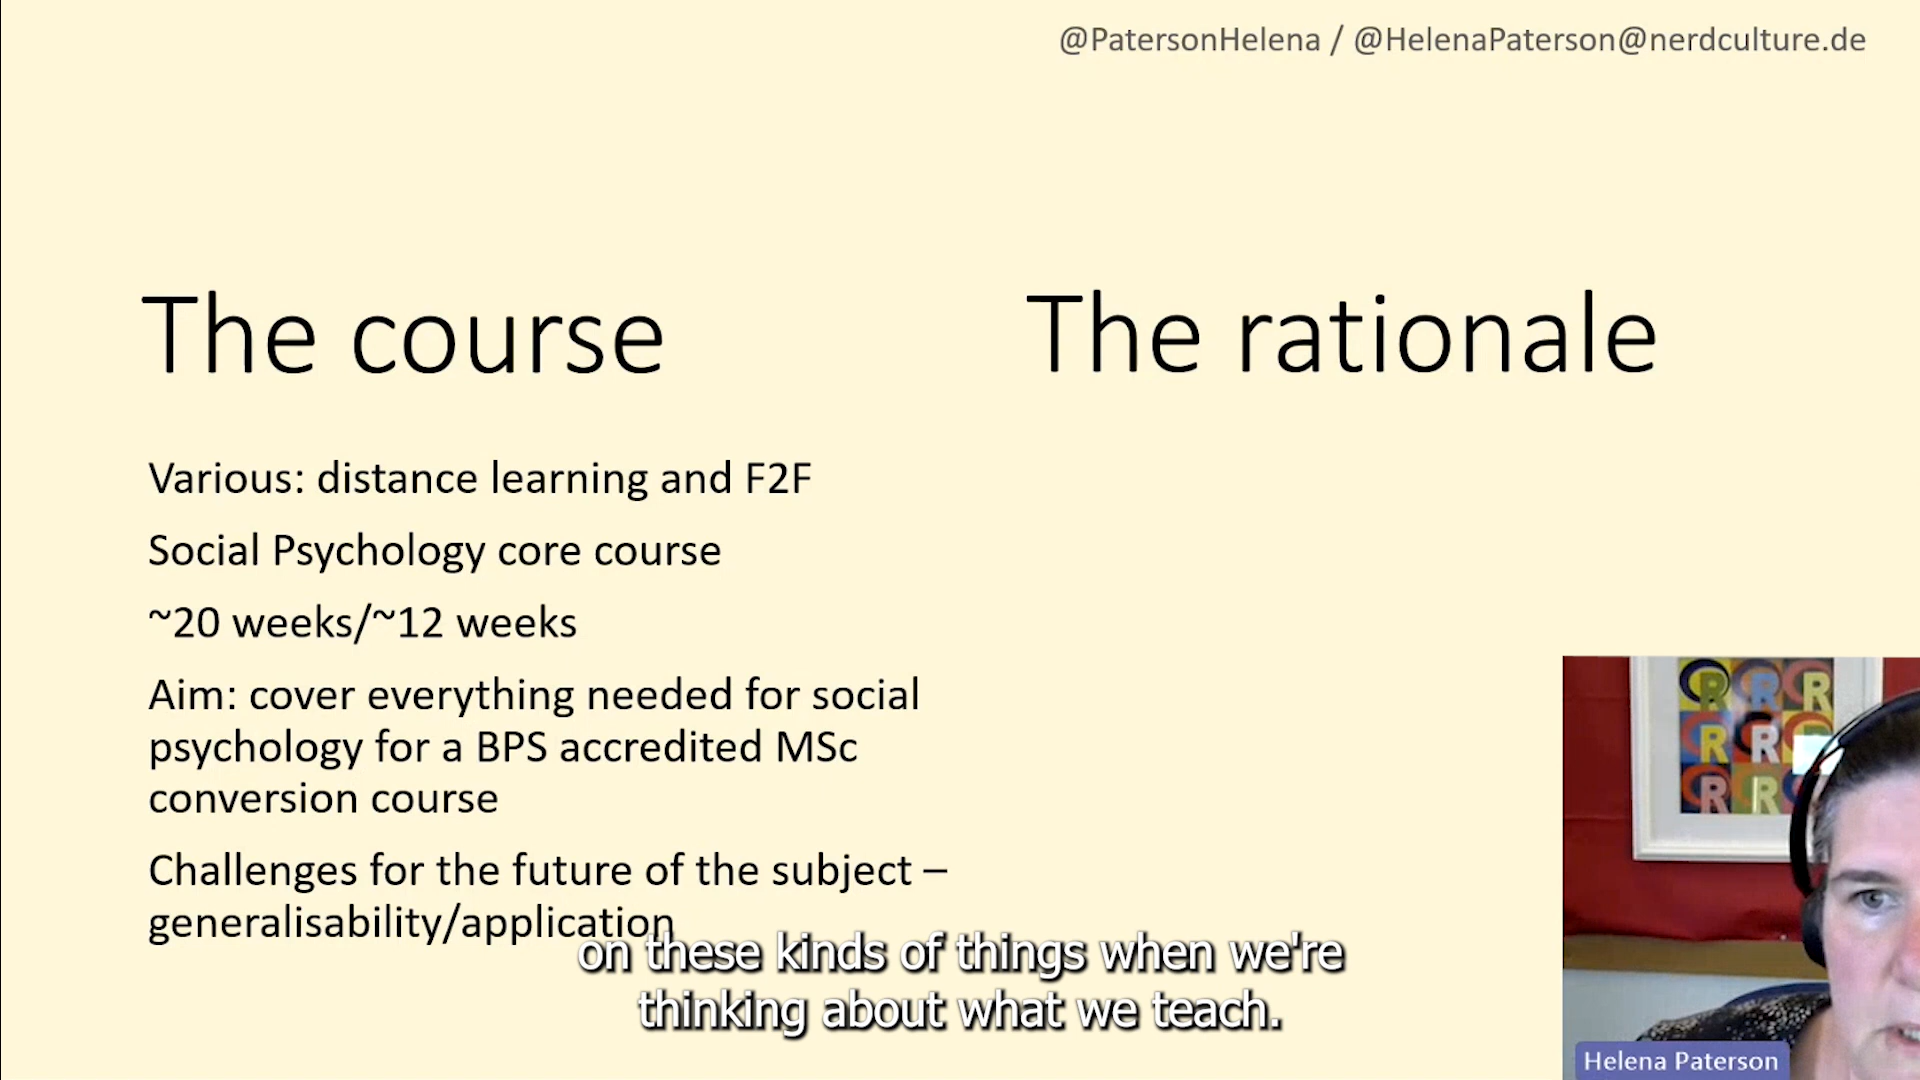 @PatersonHelena / @HelenaPaterson@nerdculture.de
The course
The rationale
Various: distance learning and F2F
Social Psychology core course
~20 weeks/~12 weeks
Aim: cover everything needed for social
psychology for a BPS accredited MSc
conversion course
Challenges for the future of the subject –
generalisability/application
on these kinds of things when we're
thinking about what we teach.
R R R
R R R
R R
Helena Paterson